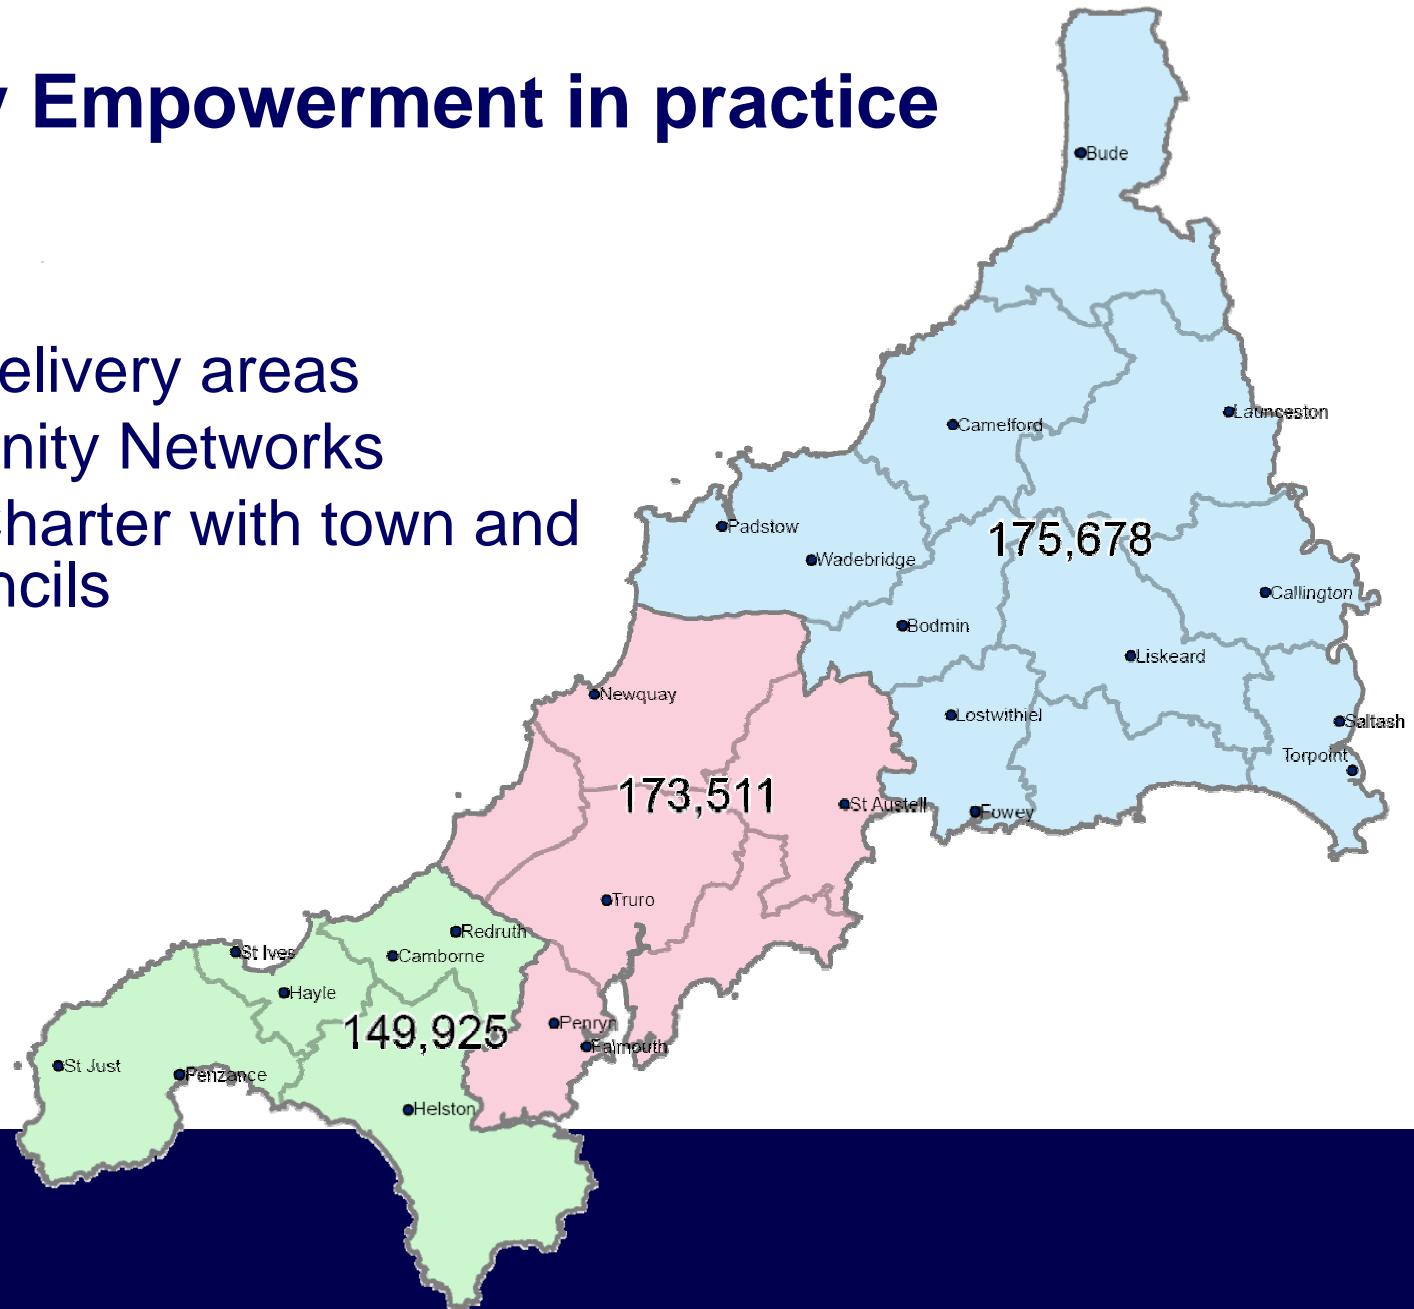 y Empowerment in practice
elivery areas
nity Networks
Charter with town and
ncils
Bude
Launceston
Camelford
Padstow
175,678
Wadebridge
Callington
Bodmin
Liskeard
Newquay
Lostwithiel
Saltash
Torpoint
173,511
St Austell
Fowey
Truro
Redruth
St Ives
Camborne
Hayle
149,925
Penryn
Falmouth
St Just
Penzance
Helston